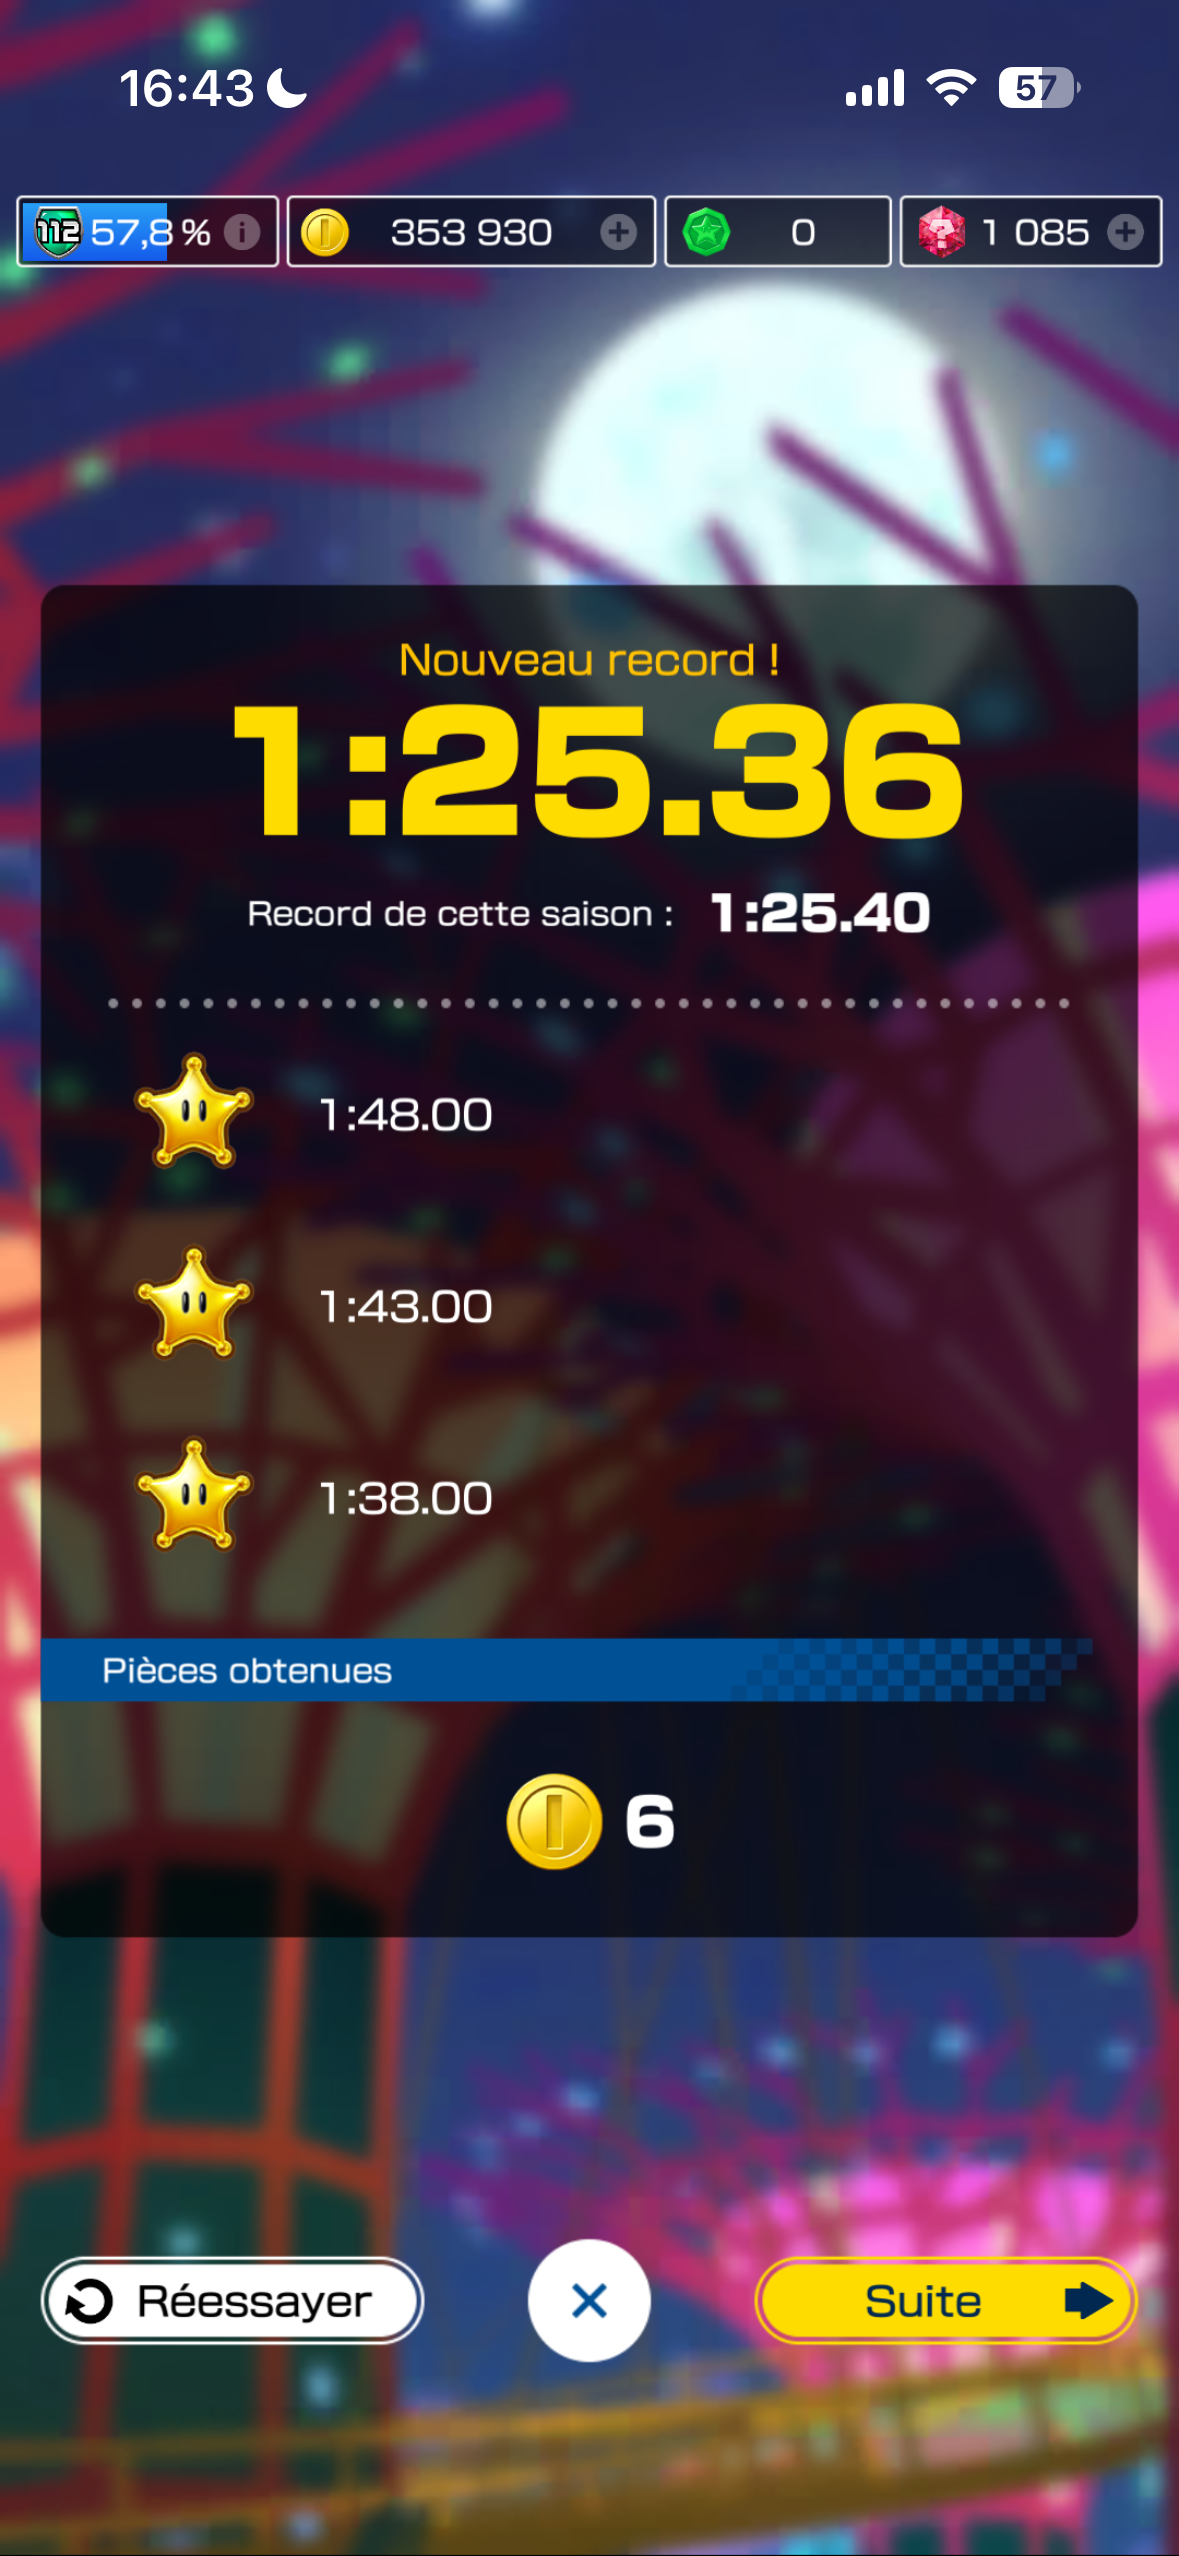 16:43 57
112 57,8 % i 353 930 + 0 ? 1 085 +
Nouveau record !
1:25.36
Record de cette saison : 1:25.40
1:48.00
1:43.00
1:38.00
Pièces obtenues
6
Réessayer × Suite